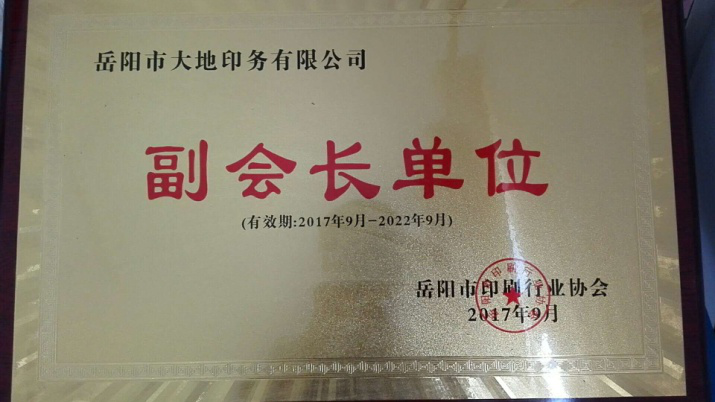 岳阳市大地印务有限公司
副会长单位
(有效期:2017年9月-2022年9月)
岳阳市印刷行业协会
2017年9月